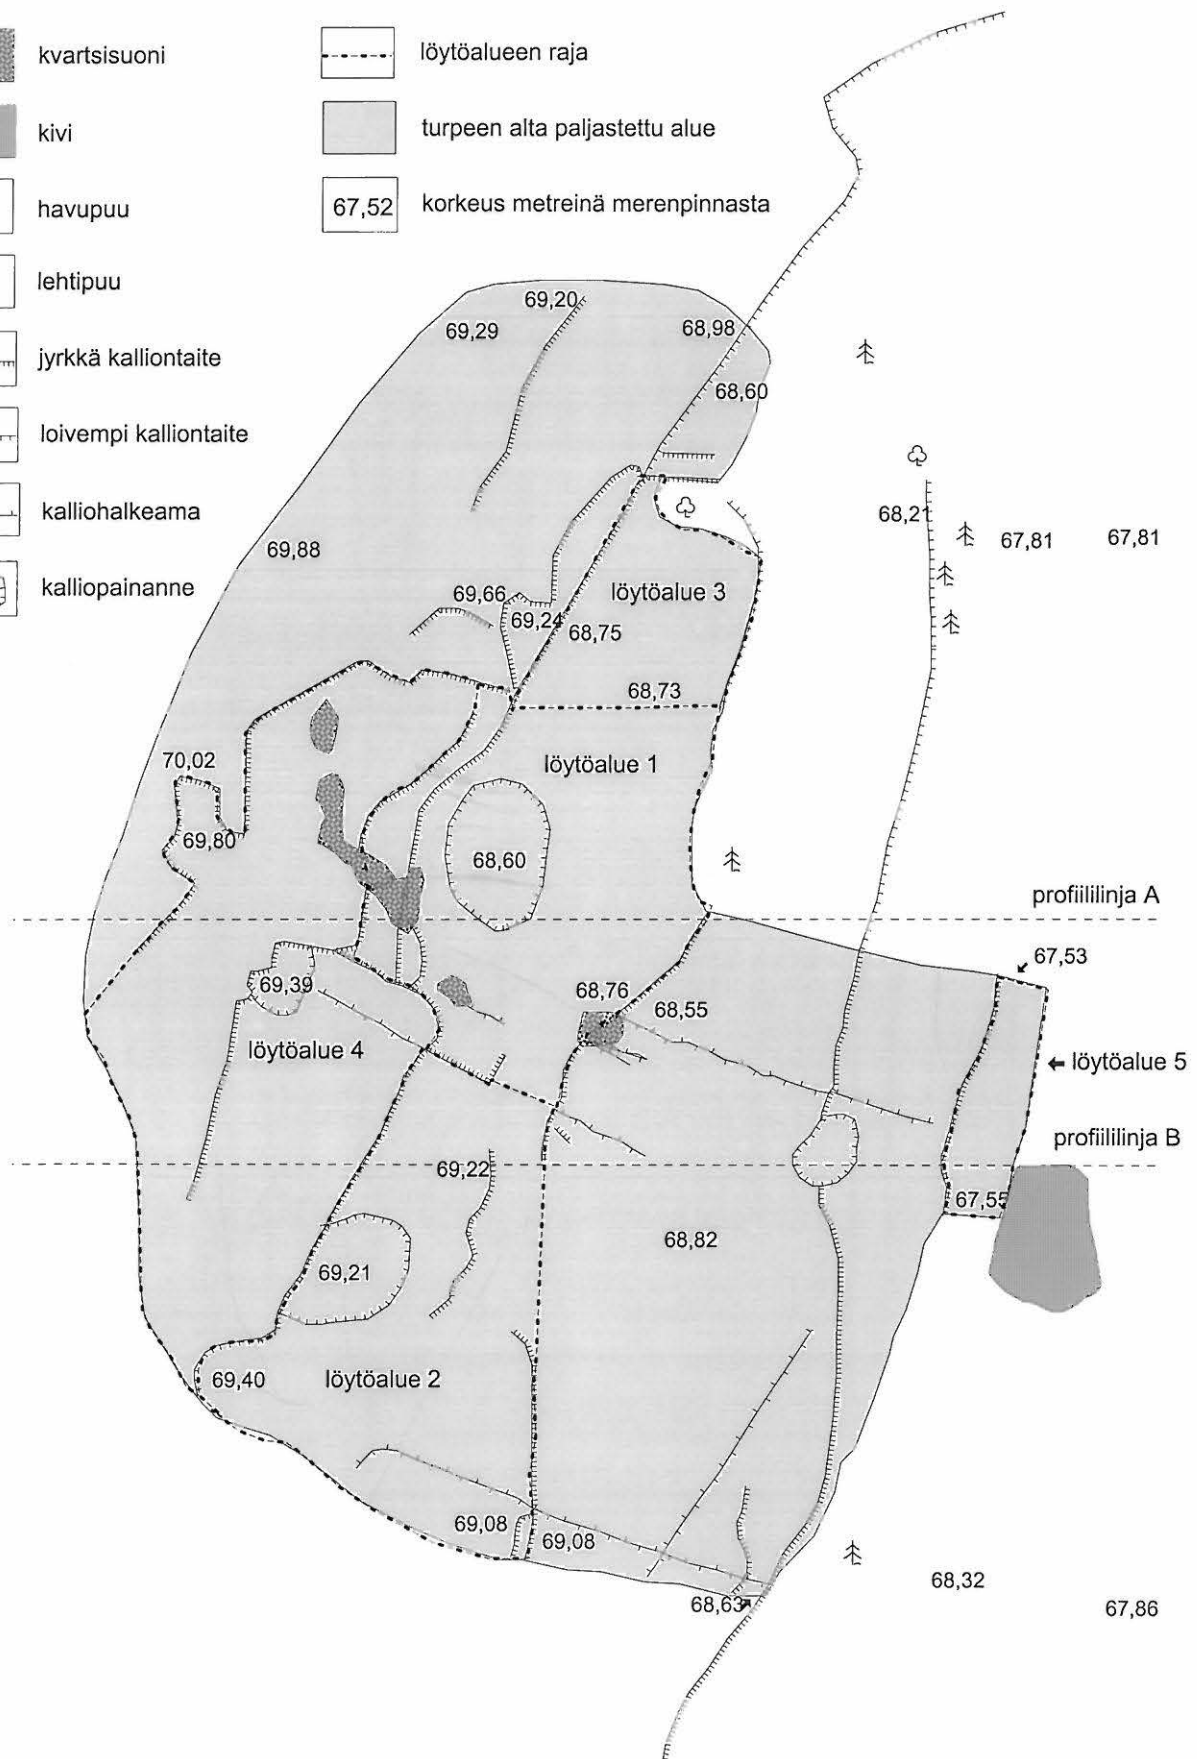 kvartsisuoni
kivi
havupuu
lehtipuu
jyrkkä kalliontaite
loivempi kalliontaite
kalliohalkeama
kalliopainanne
löytöalueen raja
turpeen alta paljastettu alue
67,52 korkeus metreinä merenpinnasta
69,20
69,29
68,98
68,60
68,21
67,81
67,81
69,88
69,66
löytöalue 3
69,24
68,75
68,73
70,02
löytöalue 1
69,80
68,60
profiililinja A
67,53
69,39
68,76
68,55
löytöalue 4
löytöalue 5
profiililinja B
69,22
67,55
68,82
69,21
69,40
löytöalue 2
69,08
69,08
68,32
68,63
67,86